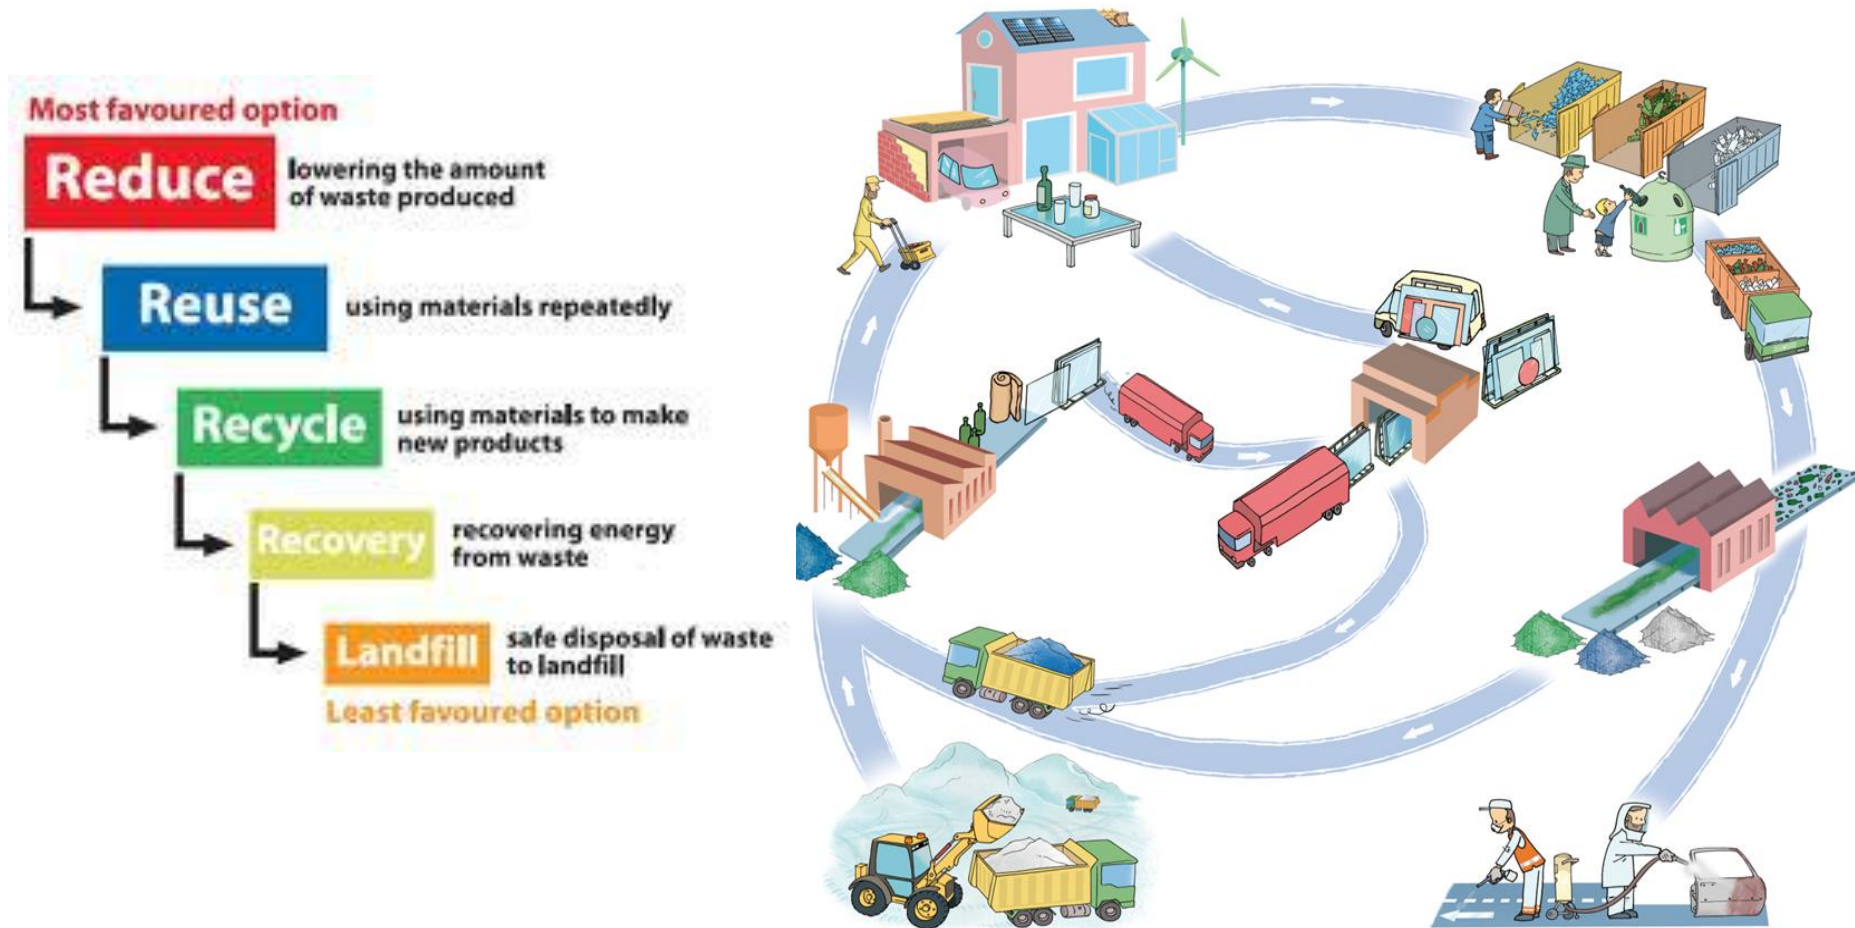 Most favoured option
Reduce
lowering the amount
of waste produced
Reuse
using materials repeatedly
Recycle
using materials to make
new products
Recovery
recovering energy
from waste
Landfill
safe disposal of waste
to landfill
Least favoured option